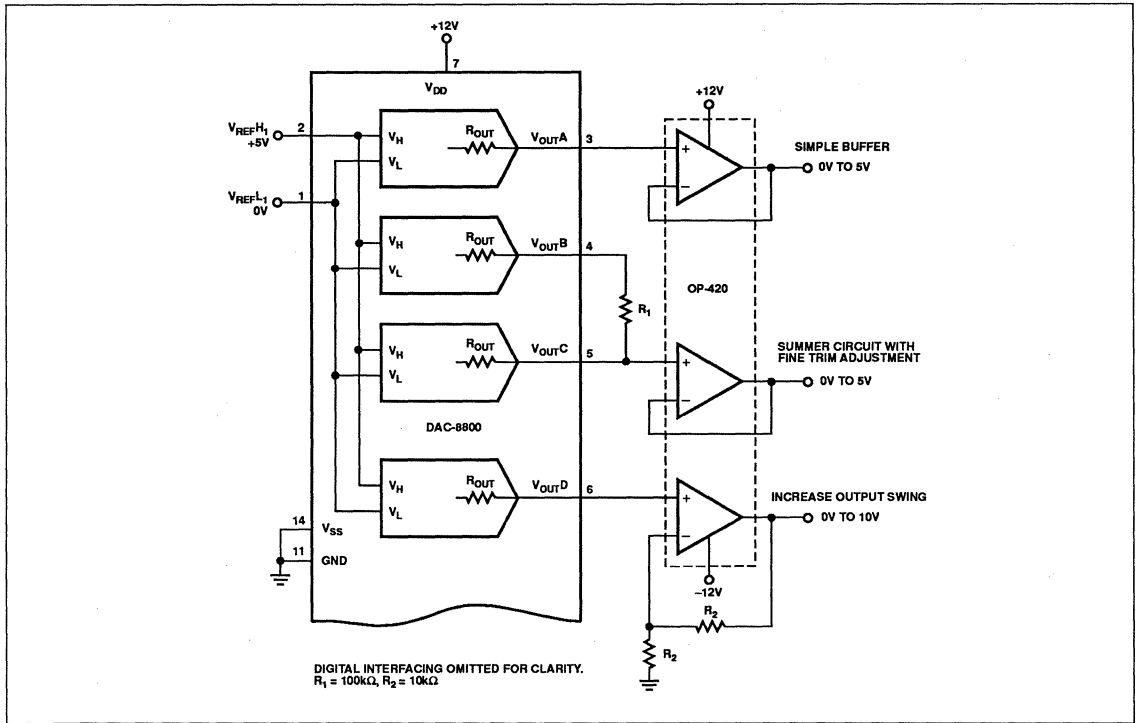 +12V
7
VDD
VREFH1
+5V
2
VH
VL
ROUT
VOUTA
3
+12V
+
−
SIMPLE BUFFER
0V TO 5V
VREFL1
0V
1
VH
VL
ROUT
VOUTB
4
R1
OP-420
VH
VL
ROUT
VOUTC
5
+
−
SUMMER CIRCUIT WITH
FINE TRIM ADJUSTMENT
0V TO 5V
DAC-8800
VH
VL
ROUT
VOUTD
6
+
−
INCREASE OUTPUT SWING
0V TO 10V
14
VSS
11
GND
−12V
R2
R2
DIGITAL INTERFACING OMITTED FOR CLARITY.
R1 = 100kΩ, R2 = 10kΩ